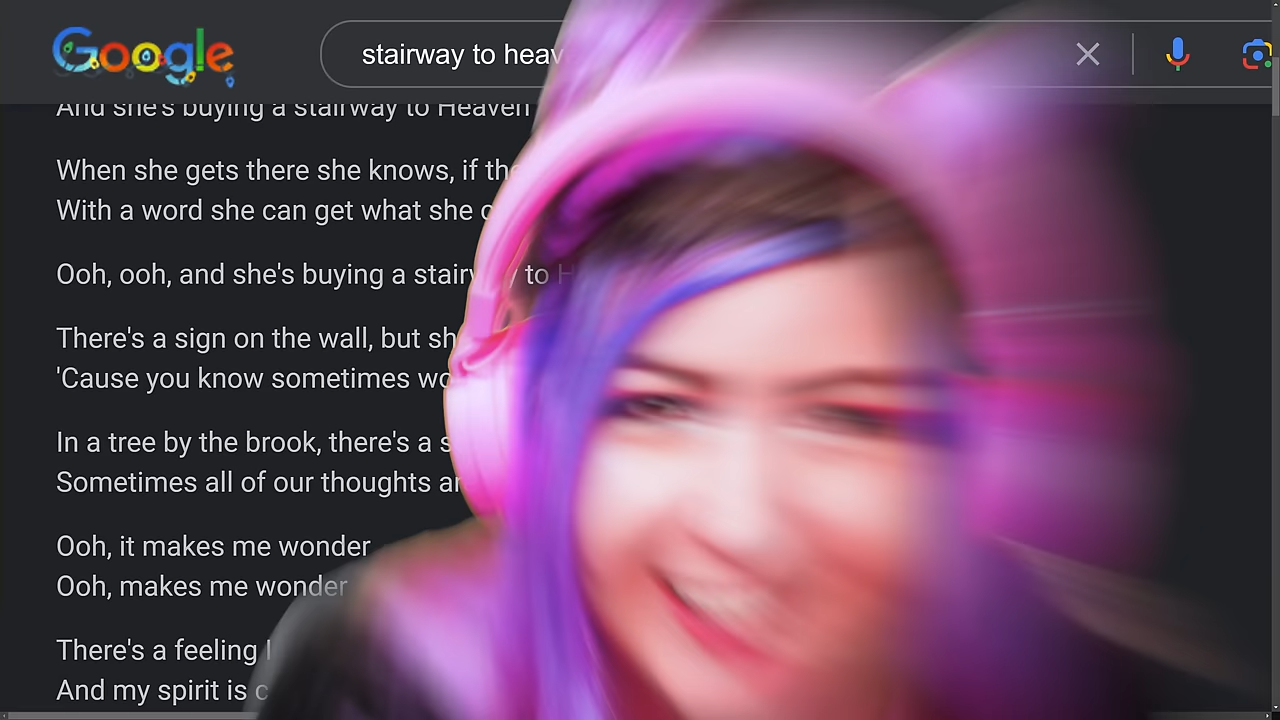 Google
stairway to heav
And she's buying a stairway to Heaven
When she gets there she knows, if the
With a word she can get what she c
Ooh, ooh, and she's buying a stairw y to H
There's a sign on the wall, but sh
'Cause you know sometimes wo
In a tree by the brook, there's a s
Sometimes all of our thoughts ar
Ooh, it makes me wonder
Ooh, makes me wonder
There's a feeling I
And my spirit is c